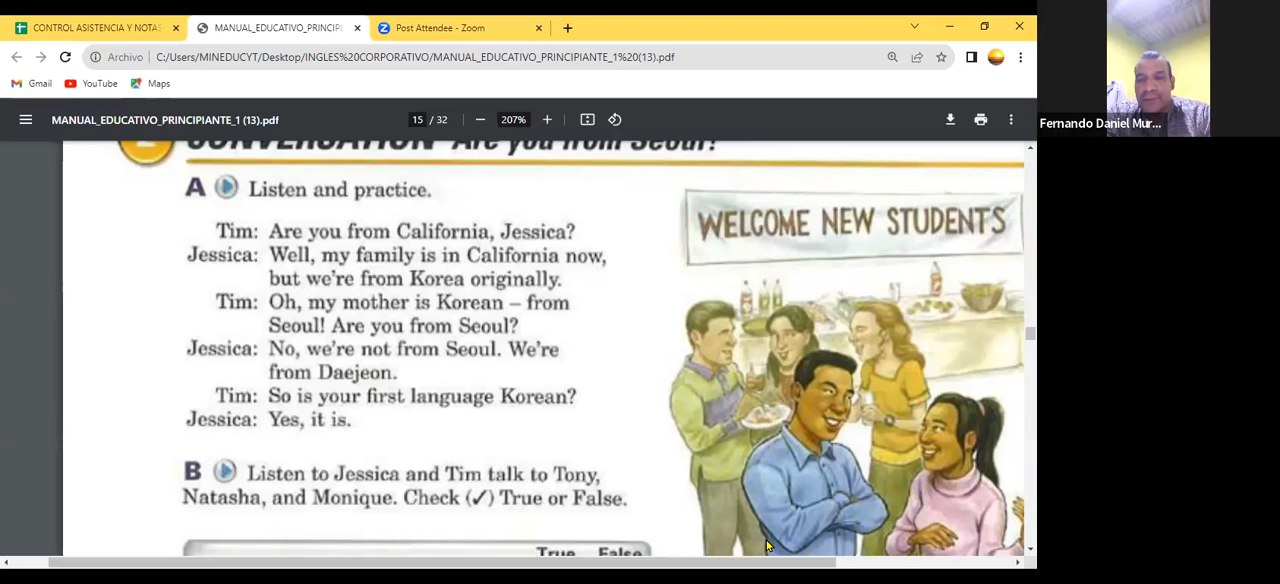 CONTROL ASISTENCIA Y NOTAS
MANUAL_EDUCATIVO_PRINCIPI
Post Attendee - Zoom
Archivo
C:/Users/MINEDUCYT/Desktop/INGLES%20CORPORATIVO/MANUAL_EDUCATIVO_PRINCIPIANTE_1%20(13).pdf
Gmail
YouTube
Maps
MANUAL_EDUCATIVO_PRINCIPIANTE_1 (13).pdf
15 / 32
207%
Fernando Daniel Mur...
CONVERSATION Are you from Seoul?
A Listen and practice.
Tim: Are you from California, Jessica?
Jessica: Well, my family is in California now,
but we're from Korea originally.
Tim: Oh, my mother is Korean – from
Seoul! Are you from Seoul?
Jessica: No, we're not from Seoul. We're
from Daejeon.
Tim: So is your first language Korean?
Jessica: Yes, it is.
B Listen to Jessica and Tim talk to Tony,
Natasha, and Monique. Check (✓) True or False.
True False
WELCOME NEW STUDENTS